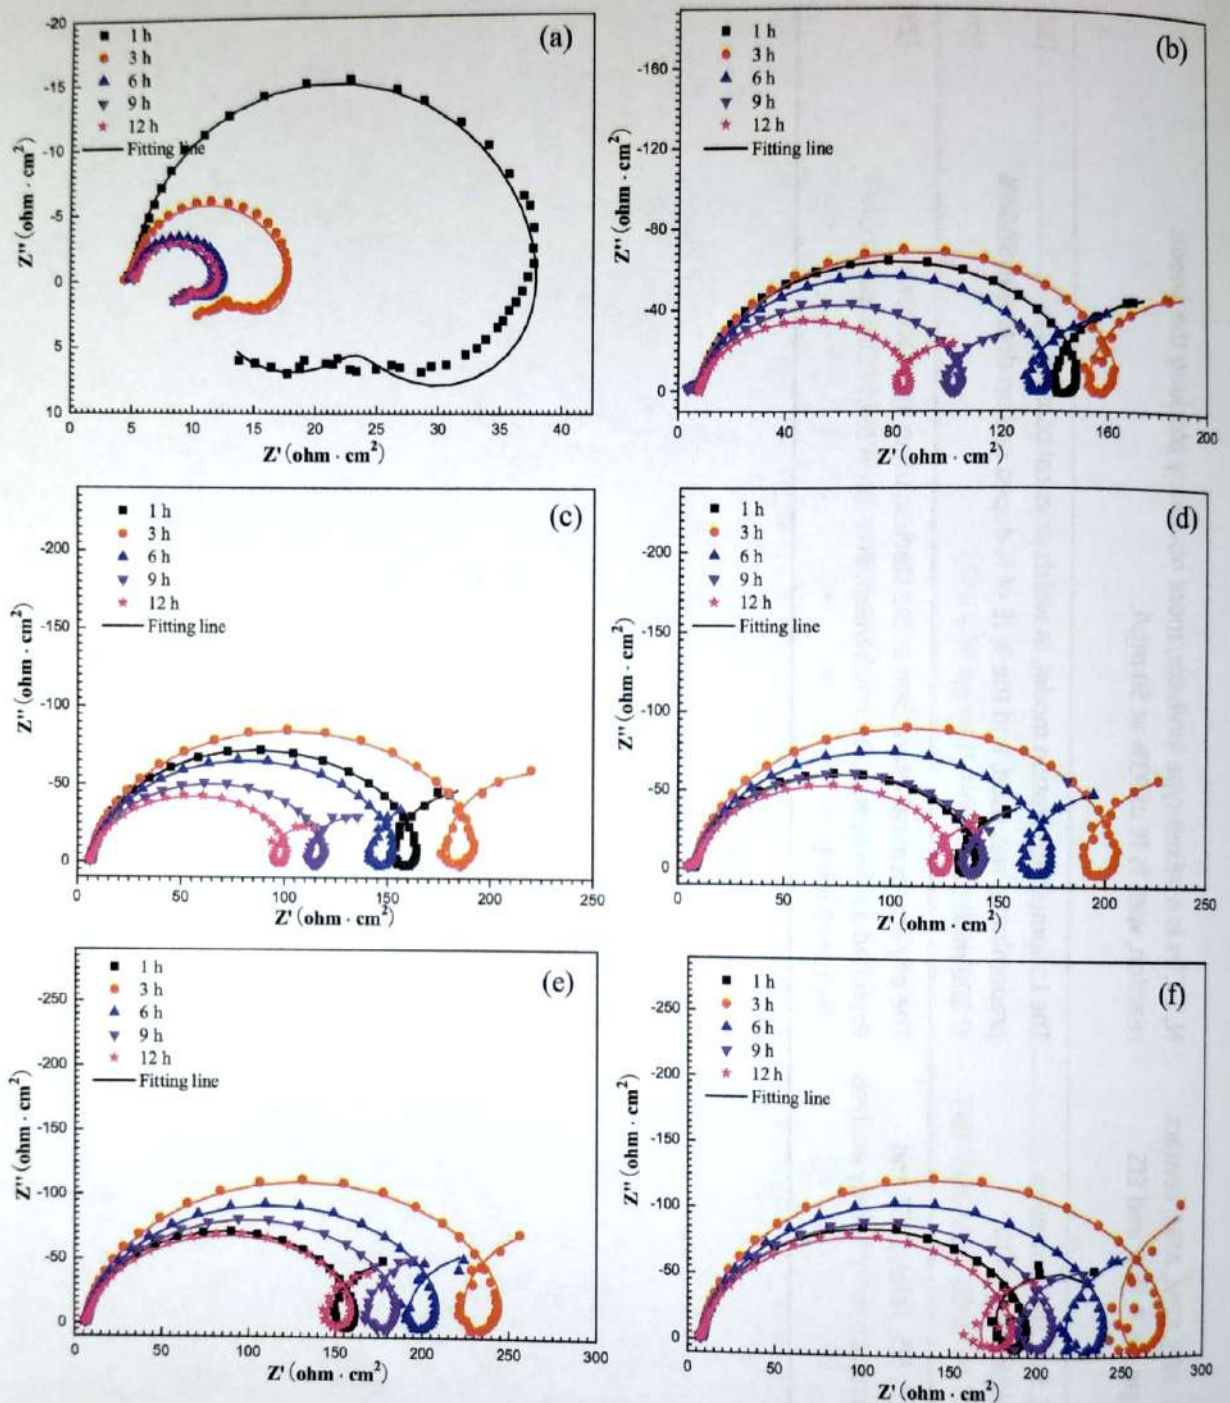 (a)
1 h
3 h
6 h
9 h
12 h
Fitting line
-20
-15
-10
-5
0
5
10
Z'' (ohm · cm²)
0 5 10 15 20 25 30 35 40
Z' (ohm · cm²)
(b)
1 h
3 h
6 h
9 h
12 h
Fitting line
-160
-120
-80
-40
0
Z'' (ohm · cm²)
0 40 80 120 160 200
Z' (ohm · cm²)
(c)
1 h
3 h
6 h
9 h
12 h
Fitting line
-200
-150
-100
-50
0
Z'' (ohm · cm²)
0 50 100 150 200 250
Z' (ohm · cm²)
(d)
1 h
3 h
6 h
9 h
12 h
Fitting line
-200
-150
-100
-50
0
Z'' (ohm · cm²)
0 50 100 150 200 250
Z' (ohm · cm²)
(e)
1 h
3 h
6 h
9 h
12 h
Fitting line
-250
-200
-150
-100
-50
0
Z'' (ohm · cm²)
0 50 100 150 200 250 300
Z' (ohm · cm²)
(f)
1 h
3 h
6 h
9 h
12 h
Fitting line
-250
-200
-150
-100
-50
0
Z'' (ohm · cm²)
0 50 100 150 200 250 300
Z' (ohm · cm²)